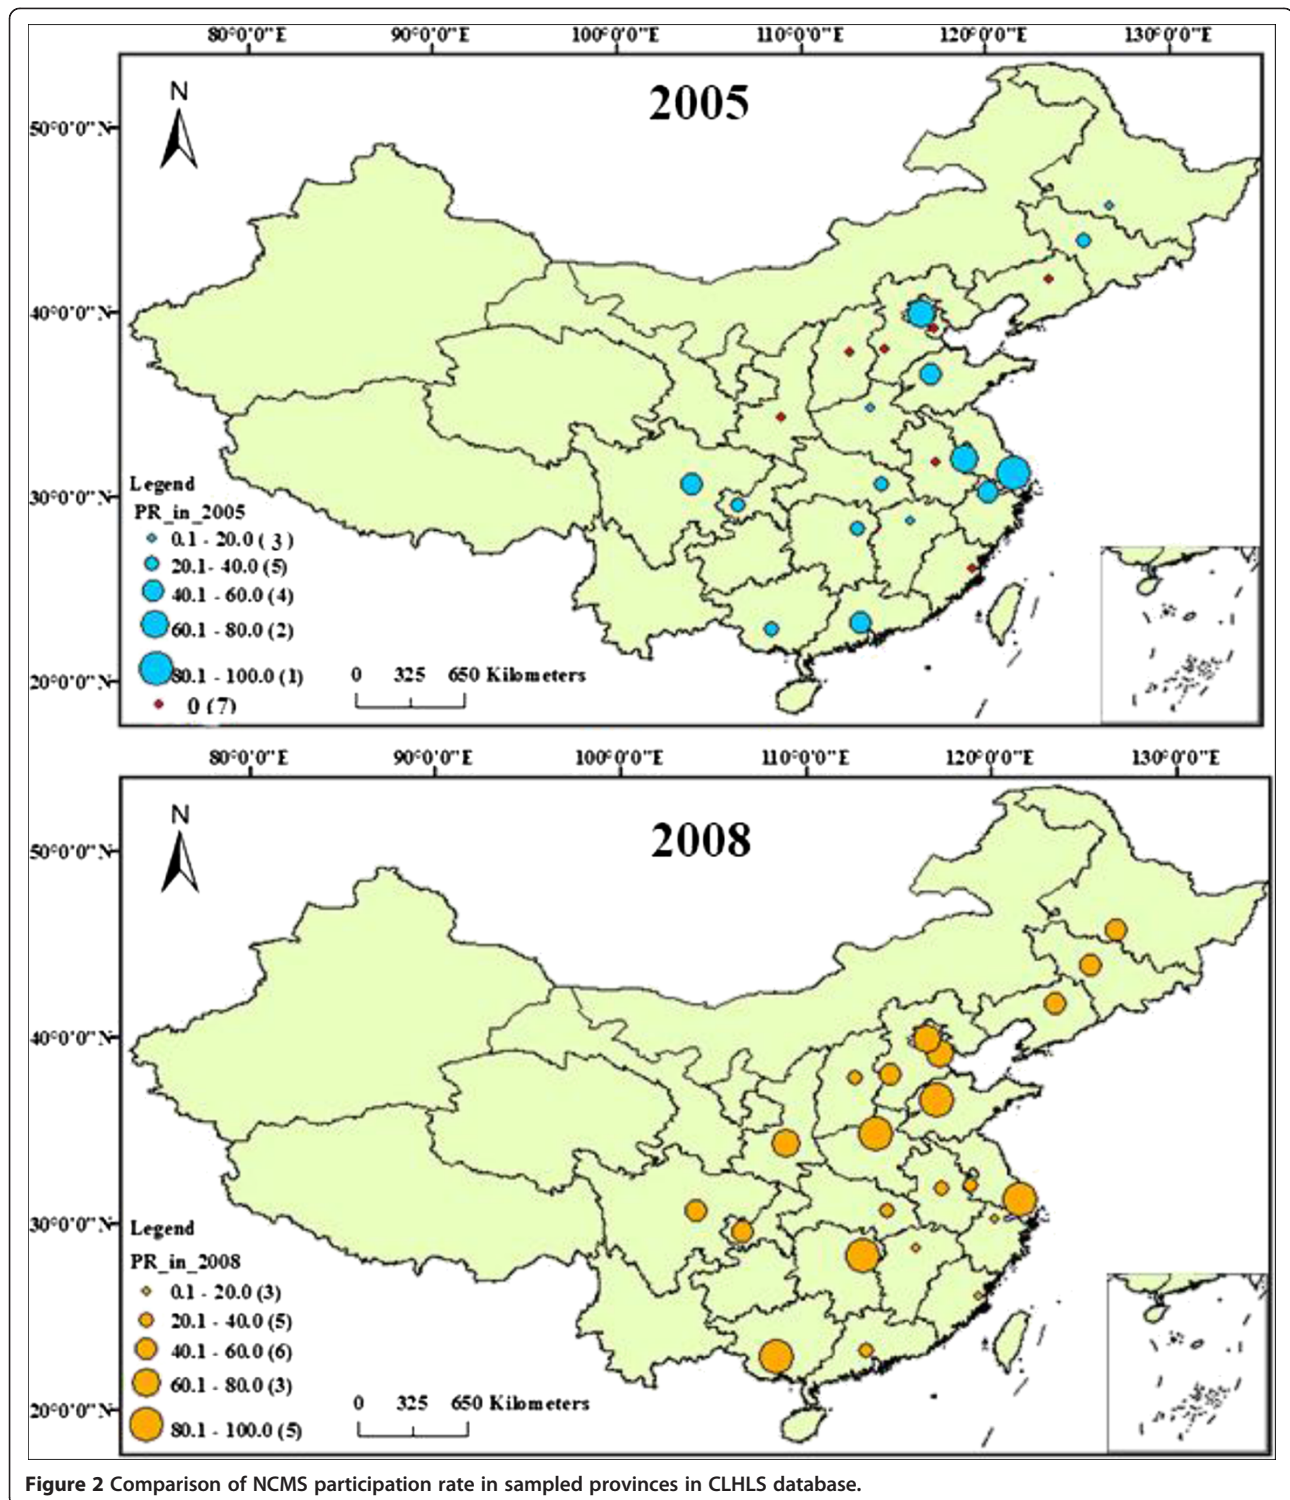 80°0'0"E 90°0'0"E 100°0'0"E 110°0'0"E 120°0'0"E 130°0'0"E
N
2005
50°0'0"N
40°0'0"N
30°0'0"N
20°0'0"N
Legend
PR_in_2005
0.1 - 20.0 (3)
20.1 - 40.0 (5)
40.1 - 60.0 (4)
60.1 - 80.0 (2)
80.1 - 100.0 (1)
0 (7)
0 325 650 Kilometers
80°0'0"E 90°0'0"E 100°0'0"E 110°0'0"E 120°0'0"E 130°0'0"E
N
2008
50°0'0"N
40°0'0"N
30°0'0"N
20°0'0"N
Legend
PR_in_2008
0.1 - 20.0 (3)
20.1 - 40.0 (5)
40.1 - 60.0 (6)
60.1 - 80.0 (3)
80.1 - 100.0 (5)
0 325 650 Kilometers
Figure 2 Comparison of NCMS participation rate in sampled provinces in CLHLS database.